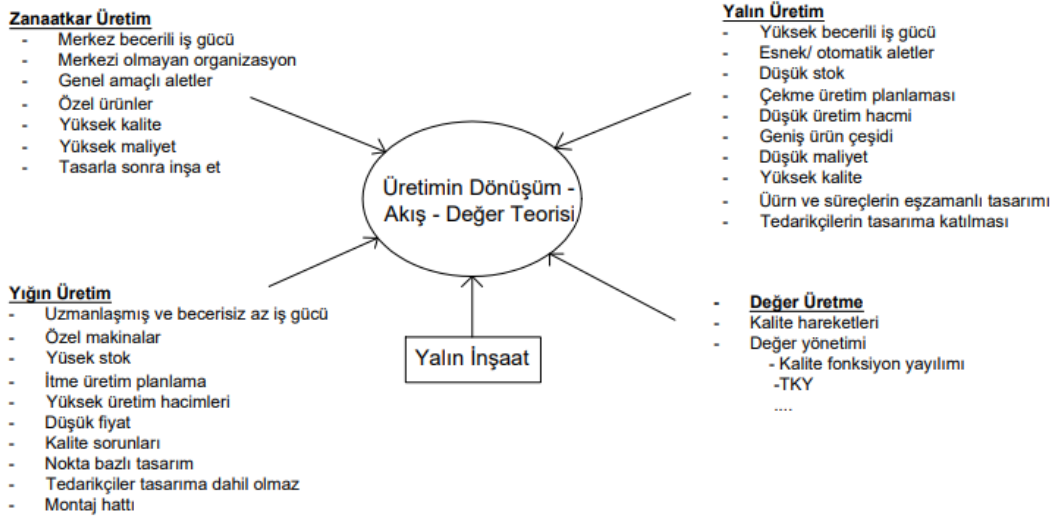 Zanaatkar Üretim
- Merkez becerili iş gücü
- Merkezi olmayan organizasyon
- Genel amaçlı aletler
- Özel ürünler
- Yüksek kalite
- Yüksek maliyet
- Tasarla sonra inşa et
Yalın Üretim
- Yüksek becerili iş gücü
- Esnek/ otomatik aletler
- Düşük stok
- Çekme üretim planlaması
- Düşük üretim hacmi
- Geniş ürün çeşidi
- Düşük maliyet
- Yüksek kalite
- Üürn ve süreçlerin eşzamanlı tasarımı
- Tedarikçilerin tasarıma katılması
Üretimin Dönüşüm -
Akış - Değer Teorisi
Yığın Üretim
- Uzmanlaşmış ve becerisiz az iş gücü
- Özel makinalar
- Yüsek stok
- İtme üretim planlama
- Yüksek üretim hacimleri
- Düşük fiyat
- Kalite sorunları
- Nokta bazlı tasarım
- Tedarikçiler tasarıma dahil olmaz
- Montaj hattı
Yalın İnşaat
- Değer Üretme
- Kalite hareketleri
- Değer yönetimi
- Kalite fonksiyon yayılımı
-TKY
....